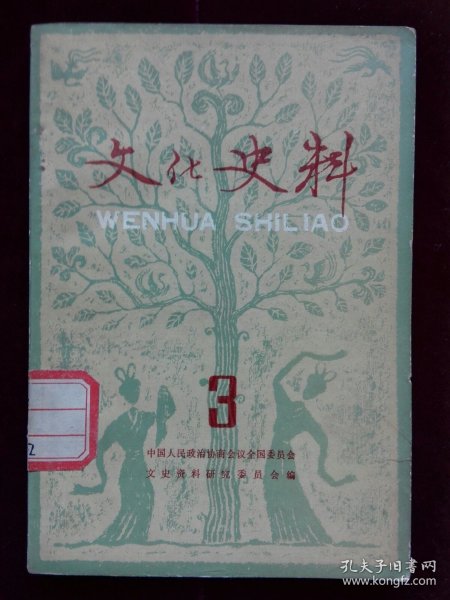 文化史料
WENHUA SHILIAO
3
中国人民政治协商会议全国委员会
文史资料研究委员会编
2
孔夫子旧书网
www.kongfz.com